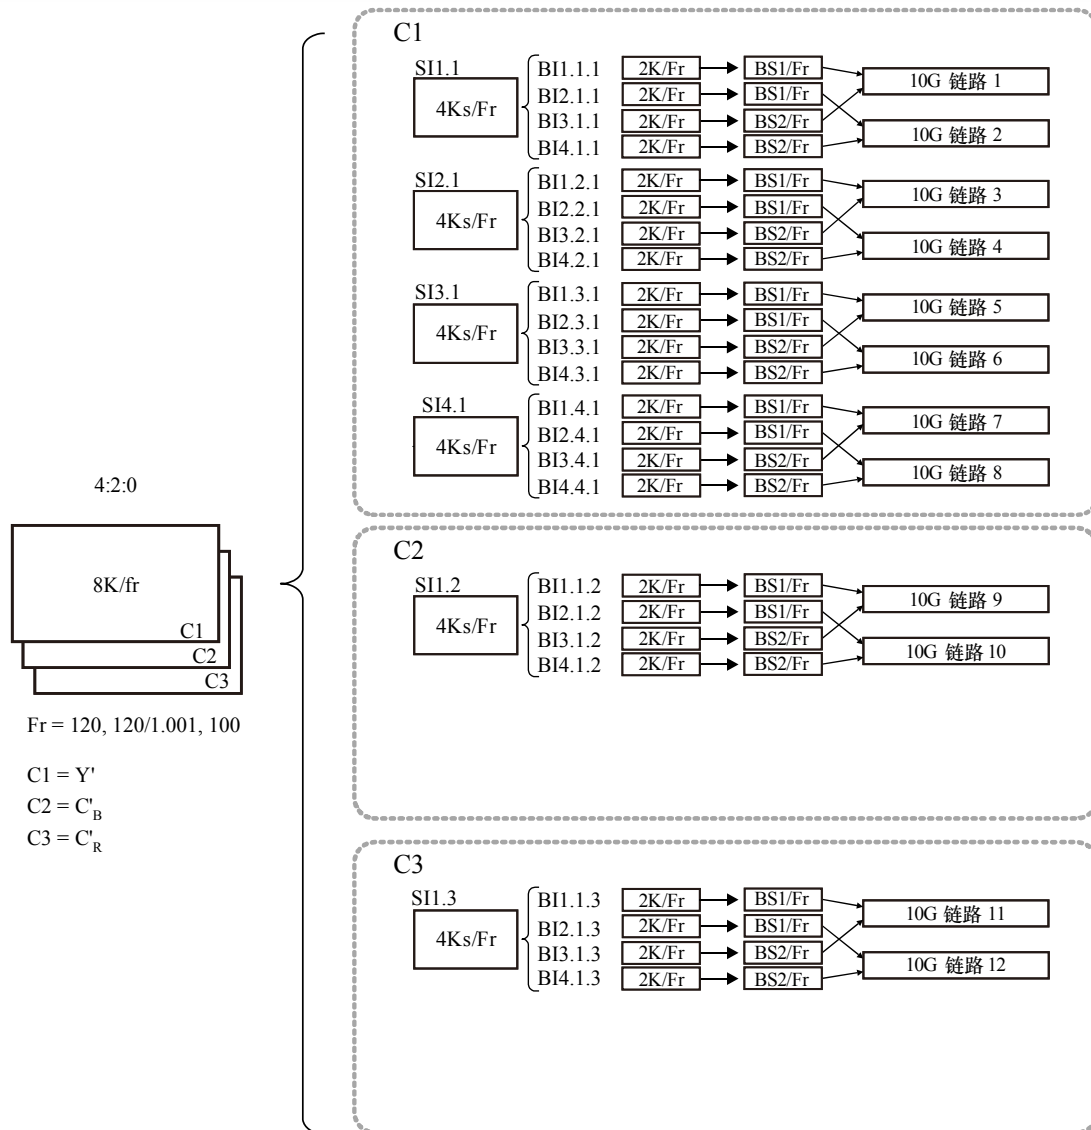 4:2:0
8K/fr
C1
C2
C3
Fr = 120, 120/1.001, 100
C1 = Y'
C2 = C'B
C3 = C'R
C1
SI1.1
4Ks/Fr
BI1.1.1 2K/Fr BS1/Fr
BI2.1.1 2K/Fr BS1/Fr
BI3.1.1 2K/Fr BS2/Fr
BI4.1.1 2K/Fr BS2/Fr
10G 链路 1
10G 链路 2
SI2.1
4Ks/Fr
BI1.2.1 2K/Fr BS1/Fr
BI2.2.1 2K/Fr BS1/Fr
BI3.2.1 2K/Fr BS2/Fr
BI4.2.1 2K/Fr BS2/Fr
10G 链路 3
10G 链路 4
SI3.1
4Ks/Fr
BI1.3.1 2K/Fr BS1/Fr
BI2.3.1 2K/Fr BS1/Fr
BI3.3.1 2K/Fr BS2/Fr
BI4.3.1 2K/Fr BS2/Fr
10G 链路 5
10G 链路 6
SI4.1
4Ks/Fr
BI1.4.1 2K/Fr BS1/Fr
BI2.4.1 2K/Fr BS1/Fr
BI3.4.1 2K/Fr BS2/Fr
BI4.4.1 2K/Fr BS2/Fr
10G 链路 7
10G 链路 8
C2
SI1.2
4Ks/Fr
BI1.1.2 2K/Fr BS1/Fr
BI2.1.2 2K/Fr BS1/Fr
BI3.1.2 2K/Fr BS2/Fr
BI4.1.2 2K/Fr BS2/Fr
10G 链路 9
10G 链路 10
C3
SI1.3
4Ks/Fr
BI1.1.3 2K/Fr BS1/Fr
BI2.1.3 2K/Fr BS1/Fr
BI3.1.3 2K/Fr BS2/Fr
BI4.1.3 2K/Fr BS2/Fr
10G 链路 11
10G 链路 12